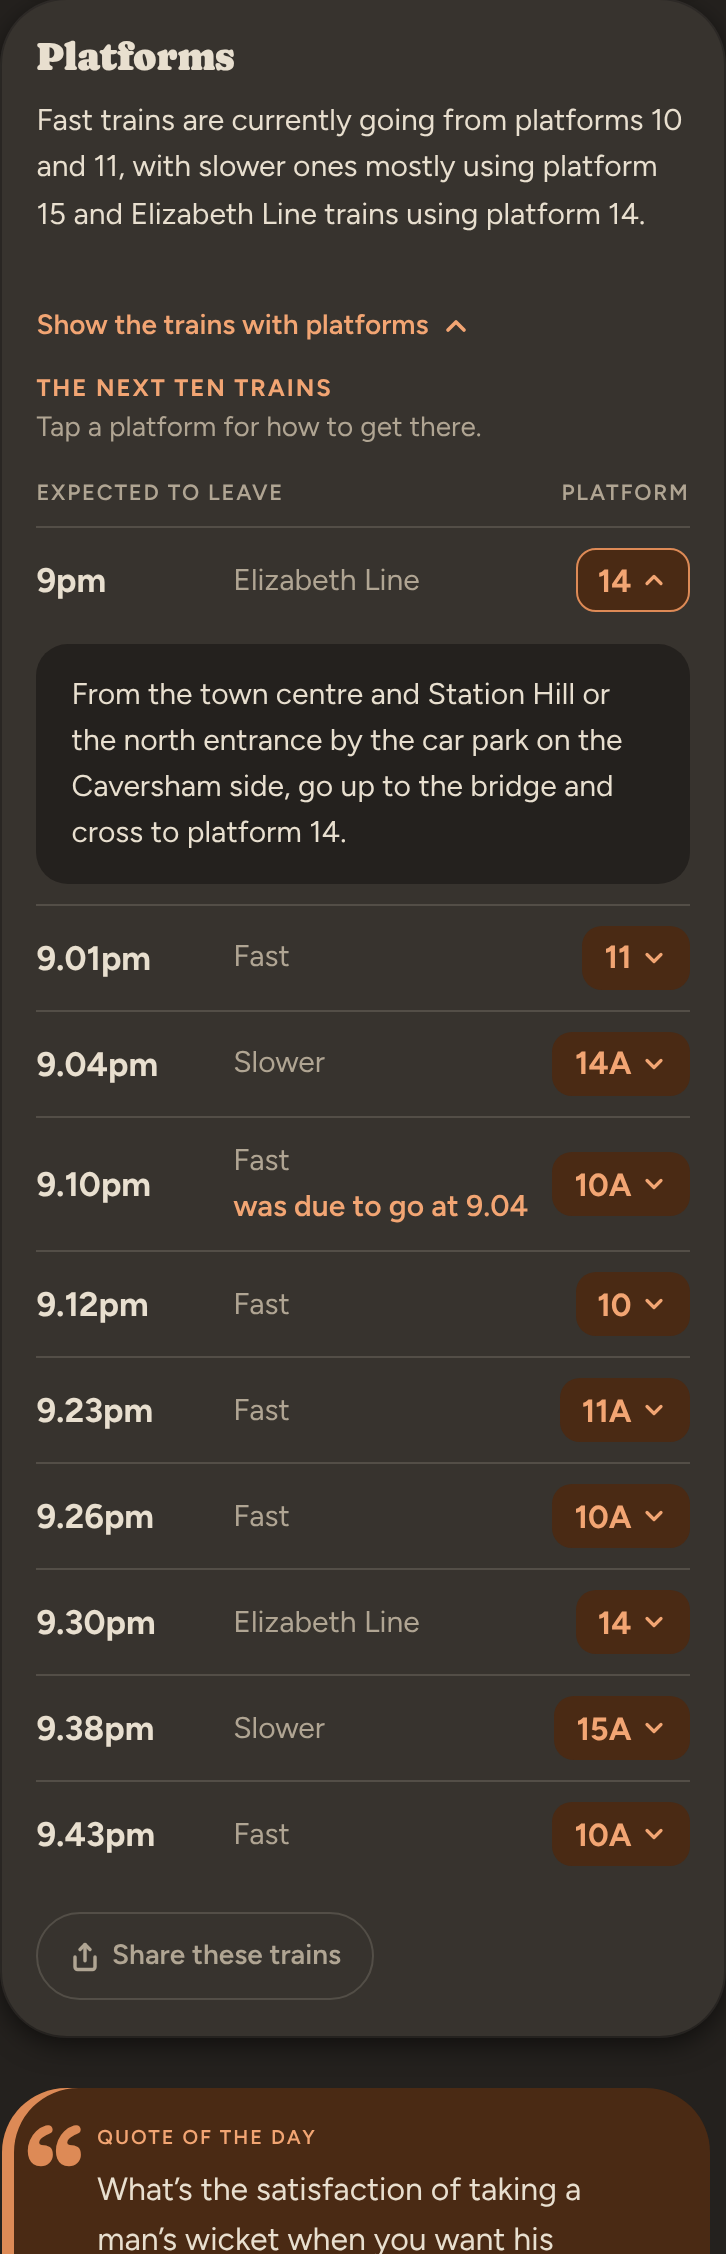 Platforms
Fast trains are currently going from platforms 10
and 11, with slower ones mostly using platform
15 and Elizabeth Line trains using platform 14.
Show the trains with platforms
THE NEXT TEN TRAINS
Tap a platform for how to get there.
EXPECTED TO LEAVE PLATFORM
9pm Elizabeth Line 14
From the town centre and Station Hill or
the north entrance by the car park on the
Caversham side, go up to the bridge and
cross to platform 14.
9.01pm Fast 11
9.04pm Slower 14A
9.10pm Fast 10A
was due to go at 9.04
9.12pm Fast 10
9.23pm Fast 11A
9.26pm Fast 10A
9.30pm Elizabeth Line 14
9.38pm Slower 15A
9.43pm Fast 10A
Share these trains
QUOTE OF THE DAY
What’s the satisfaction of taking a
man’s wicket when you want his